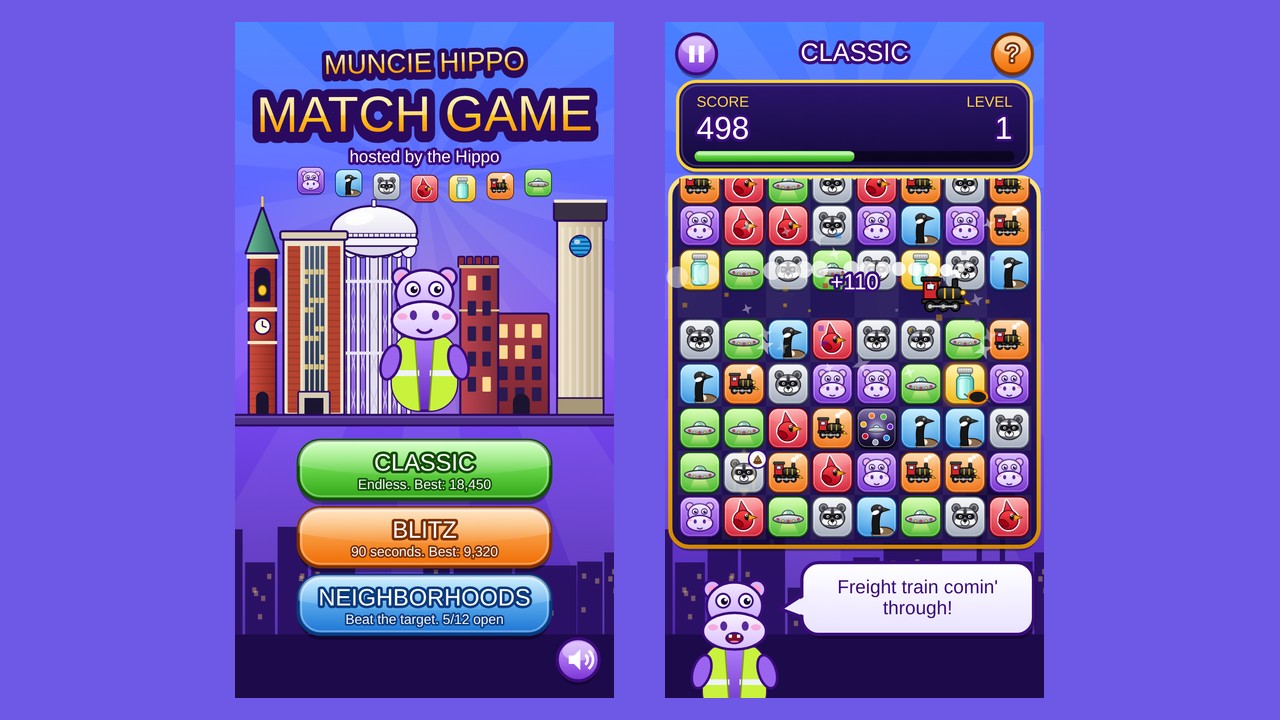 MUNCIE HIPPO
MATCH GAME
hosted by the Hippo
CLASSIC
Endless. Best: 18,450
BLITZ
90 seconds. Best: 9,320
NEIGHBORHOODS
Beat the target. 5/12 open
CLASSIC
?
SCORE
LEVEL
498
1
+110
Freight train comin'
through!